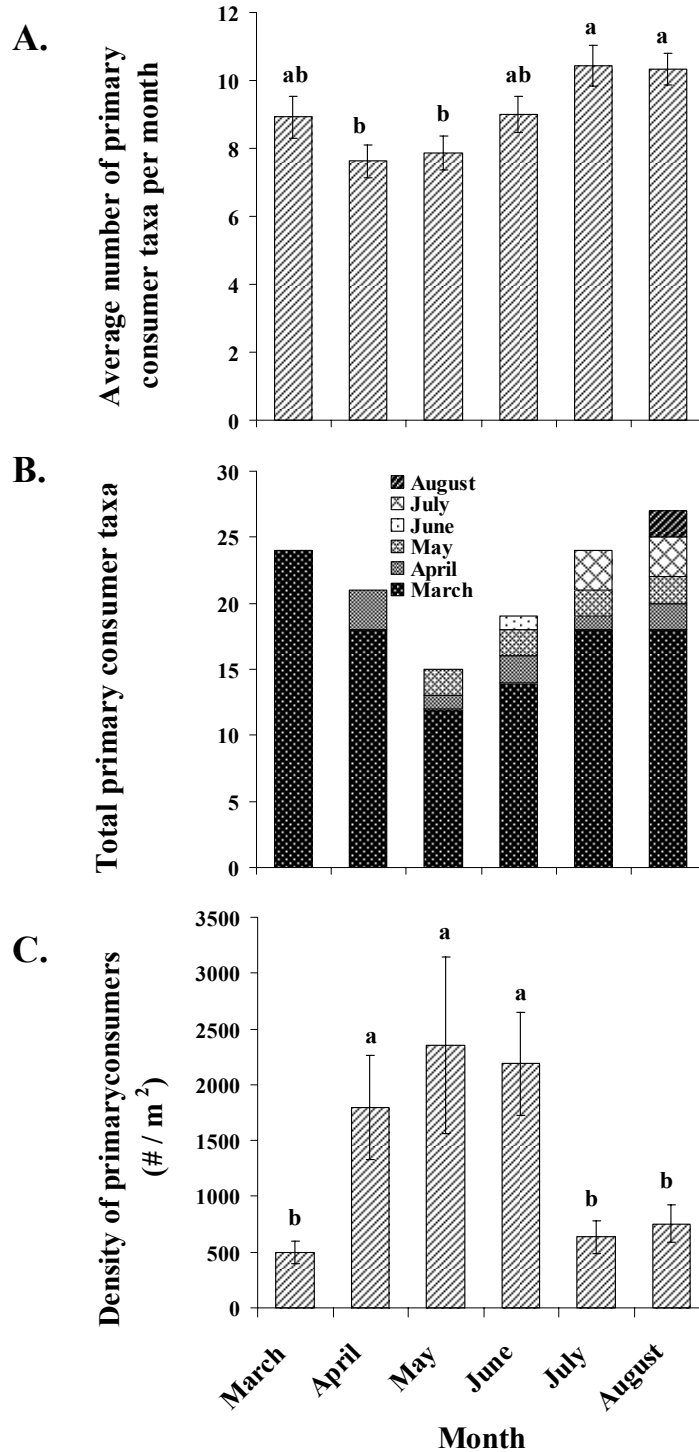 A.
Average number of primary
consumer taxa per month
12
10
8
6
4
2
0
ab
b
b
ab
a
a
B.
Total primary consumer taxa
30
25
20
15
10
5
0
August
July
June
May
April
March
C.
Density of primaryconsumers
(# / m 2)
3500
3000
2500
2000
1500
1000
500
0
b
a
a
a
b
b
March
April
May
June
July
August
Month